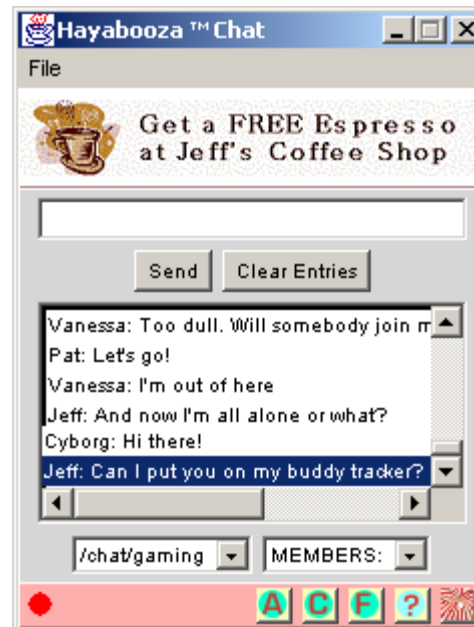 Hayabooza ™ Chat
File
Get a FREE Espresso
at Jeff's Coffee Shop
Send
Clear Entries
Vanessa: Too dull. Will somebody join
Pat: Let's go!
Vanessa: I'm out of here
Jeff: And now I'm all alone or what?
Cyborg: Hi there!
Jeff: Can I put you on my buddy tracker?
/chat/gaming
MEMBERS:
A C F ?